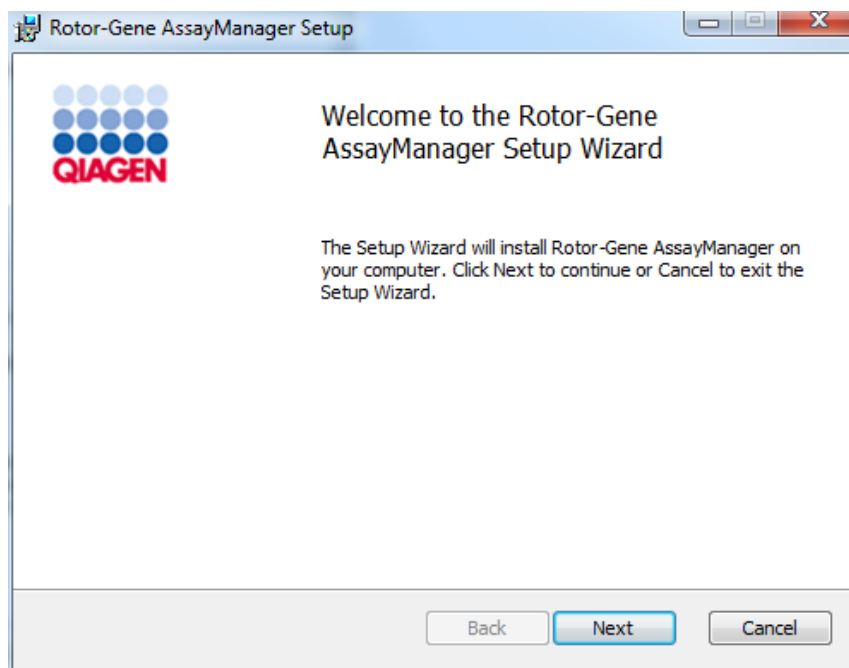 Rotor-Gene AssayManager Setup
QIAGEN
Welcome to the Rotor-Gene
AssayManager Setup Wizard
The Setup Wizard will install Rotor-Gene AssayManager on
your computer. Click Next to continue or Cancel to exit the
Setup Wizard.
Back Next Cancel